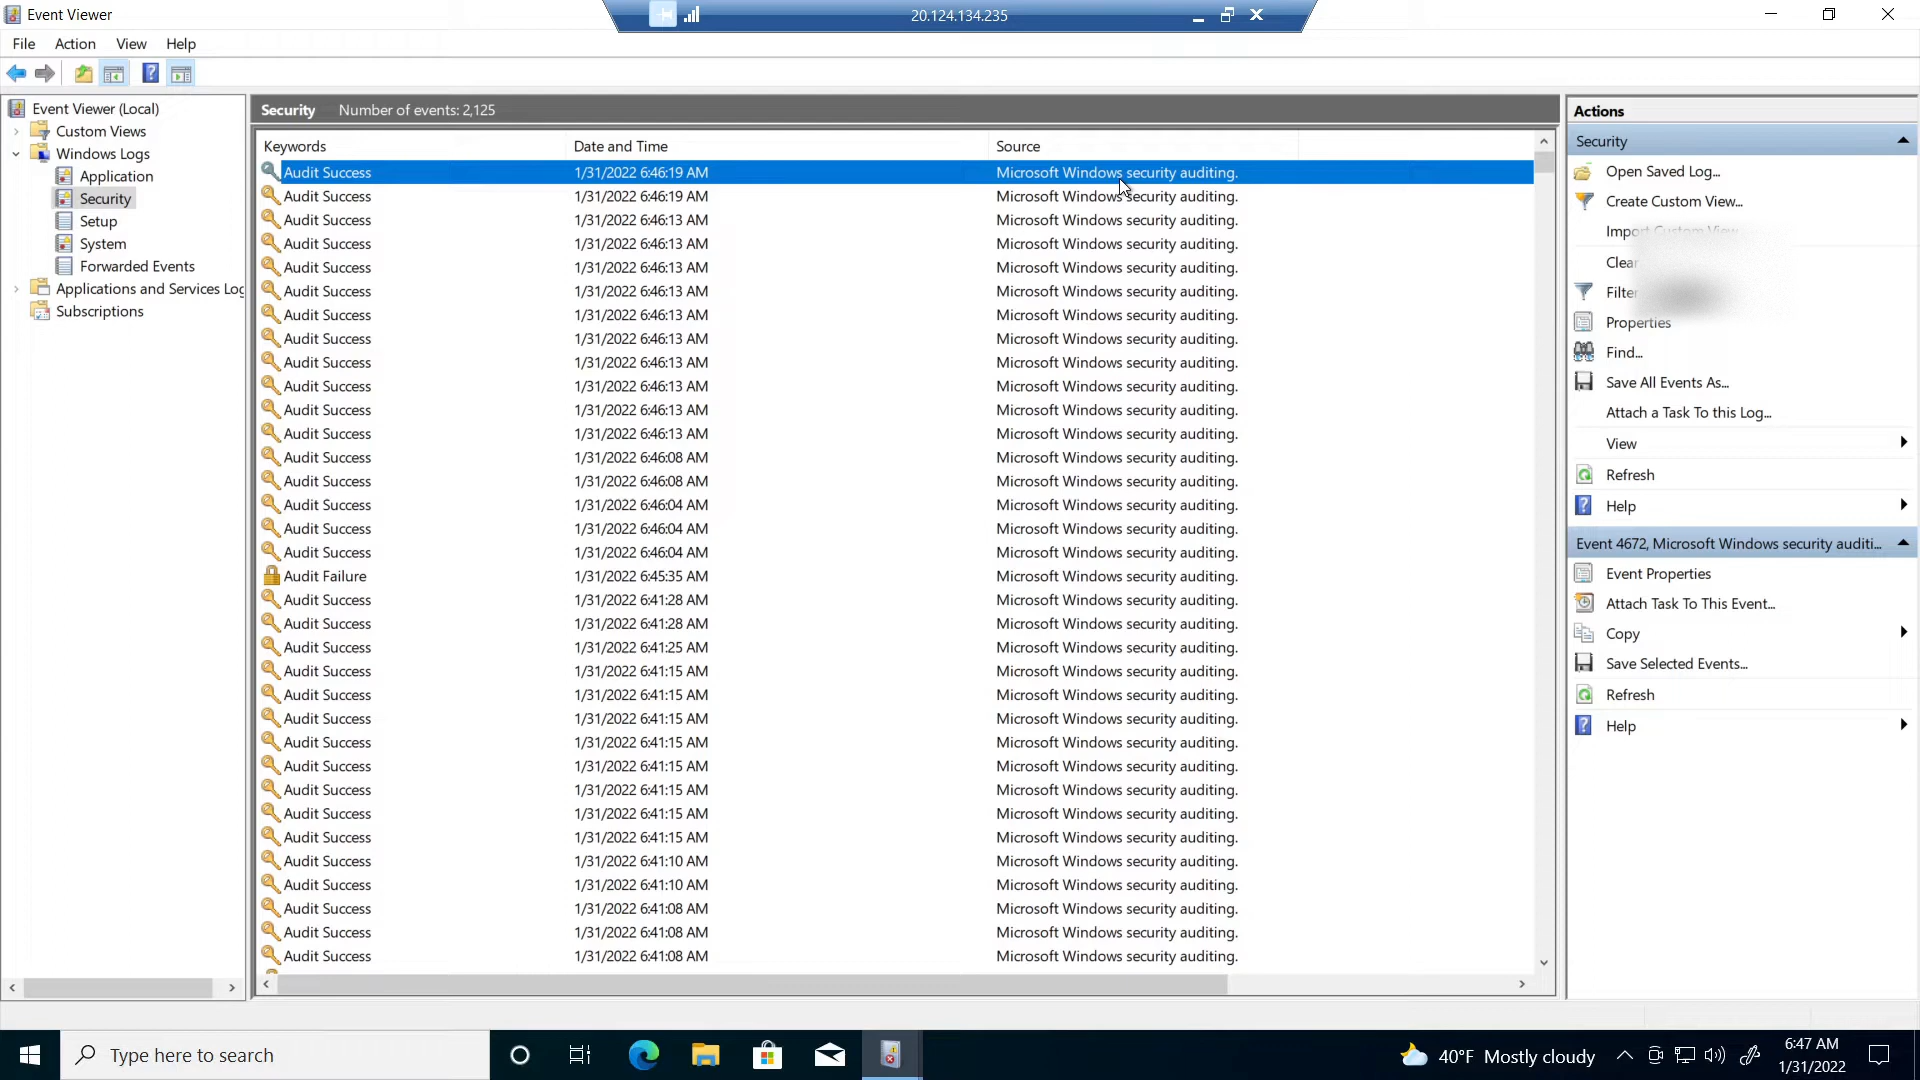 Event Viewer
20.124.134.235
File Action View Help
Event Viewer (Local)
Custom Views
Windows Logs
Application
Security
Setup
System
Forwarded Events
Applications and Services Log
Subscriptions
Security Number of events: 2,125
Keywords Date and Time Source
Audit Success 1/31/2022 6:46:19 AM Microsoft Windows security auditing.
Audit Success 1/31/2022 6:46:19 AM Microsoft Windows security auditing.
Audit Success 1/31/2022 6:46:13 AM Microsoft Windows security auditing.
Audit Success 1/31/2022 6:46:13 AM Microsoft Windows security auditing.
Audit Success 1/31/2022 6:46:13 AM Microsoft Windows security auditing.
Audit Success 1/31/2022 6:46:13 AM Microsoft Windows security auditing.
Audit Success 1/31/2022 6:46:13 AM Microsoft Windows security auditing.
Audit Success 1/31/2022 6:46:13 AM Microsoft Windows security auditing.
Audit Success 1/31/2022 6:46:13 AM Microsoft Windows security auditing.
Audit Success 1/31/2022 6:46:13 AM Microsoft Windows security auditing.
Audit Success 1/31/2022 6:46:13 AM Microsoft Windows security auditing.
Audit Success 1/31/2022 6:46:13 AM Microsoft Windows security auditing.
Audit Success 1/31/2022 6:46:08 AM Microsoft Windows security auditing.
Audit Success 1/31/2022 6:46:08 AM Microsoft Windows security auditing.
Audit Success 1/31/2022 6:46:04 AM Microsoft Windows security auditing.
Audit Success 1/31/2022 6:46:04 AM Microsoft Windows security auditing.
Audit Success 1/31/2022 6:46:04 AM Microsoft Windows security auditing.
Audit Failure 1/31/2022 6:45:35 AM Microsoft Windows security auditing.
Audit Success 1/31/2022 6:41:28 AM Microsoft Windows security auditing.
Audit Success 1/31/2022 6:41:28 AM Microsoft Windows security auditing.
Audit Success 1/31/2022 6:41:25 AM Microsoft Windows security auditing.
Audit Success 1/31/2022 6:41:15 AM Microsoft Windows security auditing.
Audit Success 1/31/2022 6:41:15 AM Microsoft Windows security auditing.
Audit Success 1/31/2022 6:41:15 AM Microsoft Windows security auditing.
Audit Success 1/31/2022 6:41:15 AM Microsoft Windows security auditing.
Audit Success 1/31/2022 6:41:15 AM Microsoft Windows security auditing.
Audit Success 1/31/2022 6:41:15 AM Microsoft Windows security auditing.
Audit Success 1/31/2022 6:41:15 AM Microsoft Windows security auditing.
Audit Success 1/31/2022 6:41:15 AM Microsoft Windows security auditing.
Audit Success 1/31/2022 6:41:10 AM Microsoft Windows security auditing.
Audit Success 1/31/2022 6:41:10 AM Microsoft Windows security auditing.
Audit Success 1/31/2022 6:41:08 AM Microsoft Windows security auditing.
Audit Success 1/31/2022 6:41:08 AM Microsoft Windows security auditing.
Audit Success 1/31/2022 6:41:08 AM Microsoft Windows security auditing.
Actions
Security
Open Saved Log...
Create Custom View...
Import Custom View
Clear
Filter
Properties
Find...
Save All Events As...
Attach a Task To this Log...
View
Refresh
Help
Event 4672, Microsoft Windows security auditi...
Event Properties
Attach Task To This Event...
Copy
Save Selected Events...
Refresh
Help
Type here to search
40°F Mostly cloudy
6:47 AM
1/31/2022